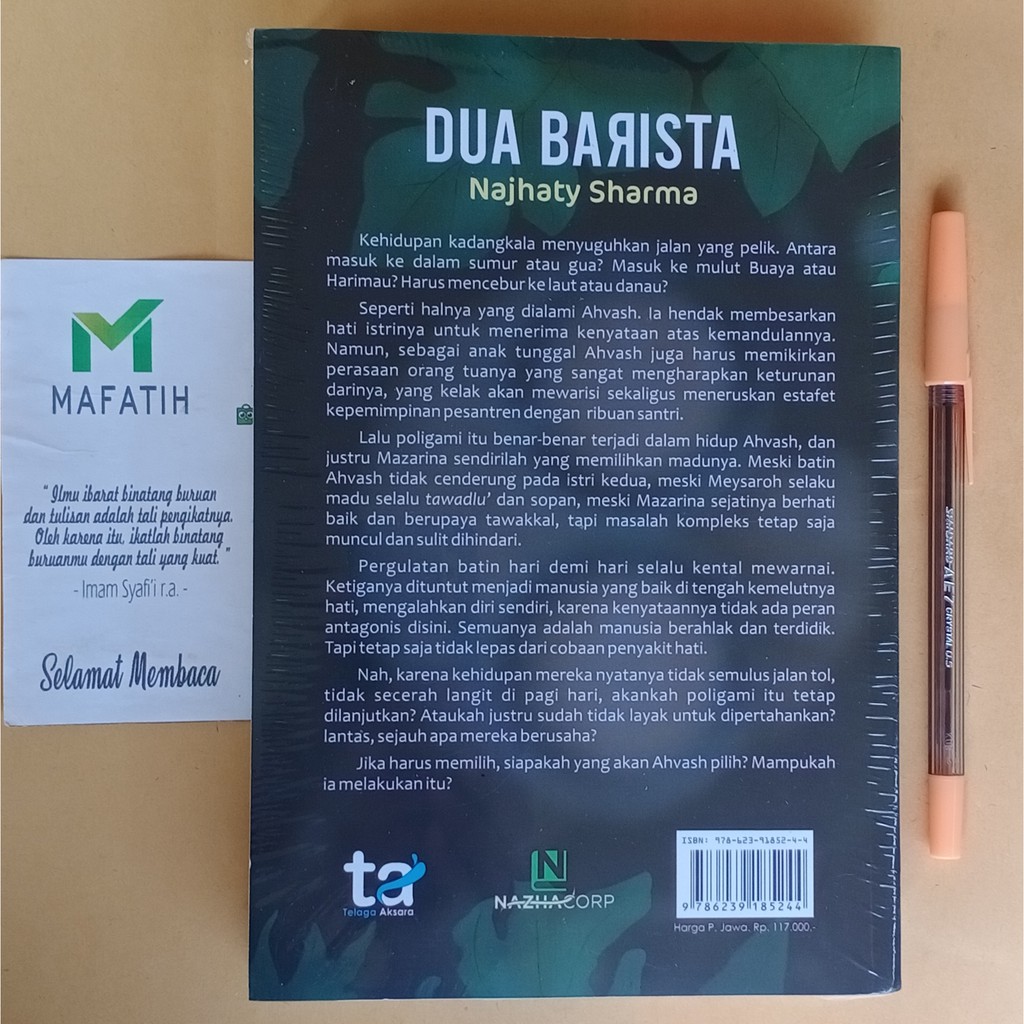 DUA BAЯISTA
Najhaty Sharma
Kehidupan kadangkala menyuguhkan jalan yang pelik. Antara
masuk ke dalam sumur atau gua? Masuk ke mulut Buaya atau
Harimau? Harus mencebur ke laut atau danau?
Seperti halnya yang dialami Ahvash. Ia hendak membesarkan
hati istrinya untuk menerima kenyataan atas kemandulannya.
Namun, sebagai anak tunggal Ahvash juga harus memikirkan
perasaan orang tuanya yang sangat mengharapkan keturunan
darinya, yang kelak akan mewarisi sekaligus meneruskan estafet
kepemimpinan pesantren dengan ribuan santri.
Lalu poligami itu benar-benar terjadi dalam hidup Ahvash, dan
justru Mazarina sendirilah yang memilihkan madunya. Meski batin
Ahvash tidak cenderung pada istri kedua, meski Meysaroh selaku
madu selalu tawadlu' dan sopan, meski Mazarina sejatinya berhati
baik dan berupaya tawakkal, tapi masalah kompleks tetap saja
muncul dan sulit dihindari.
Pergulatan batin hari demi hari selalu kental mewarnai.
Ketiganya dituntut menjadi manusia yang baik di tengah kemelutnya
hati, mengalahkan diri sendiri, karena kenyataannya tidak ada peran
antagonis disini. Semuanya adalah manusia berahlak dan terdidik.
Tapi tetap saja tidak lepas dari cobaan penyakit hati.
Nah, karena kehidupan mereka nyatanya tidak semulus jalan tol,
tidak secerah langit di pagi hari, akankah poligami itu tetap
dilanjutkan? Ataukah justru sudah tidak layak untuk dipertahankan?
lantas, sejauh apa mereka berusaha?
Jika harus memilih, siapakah yang akan Ahvash pilih? Mampukah
ia melakukan itu?
ta
Telaga Aksara
N
NAZHACORP
ISBN: 978-623-91852-4-4
9 786239 185244
Harga P. Jawa. Rp. 117.000,-
M
MAFATIH
" Ilmu ibarat binatang buruan
dan tulisan adalah tali pengikatnya.
Oleh karena itu, ikatlah binatang
buruanmu dengan tali yang kuat. "
- Imam Syafi'i r.a. -
Selamat Membaca
STANDARD AE7 CRYSTAL 0.5